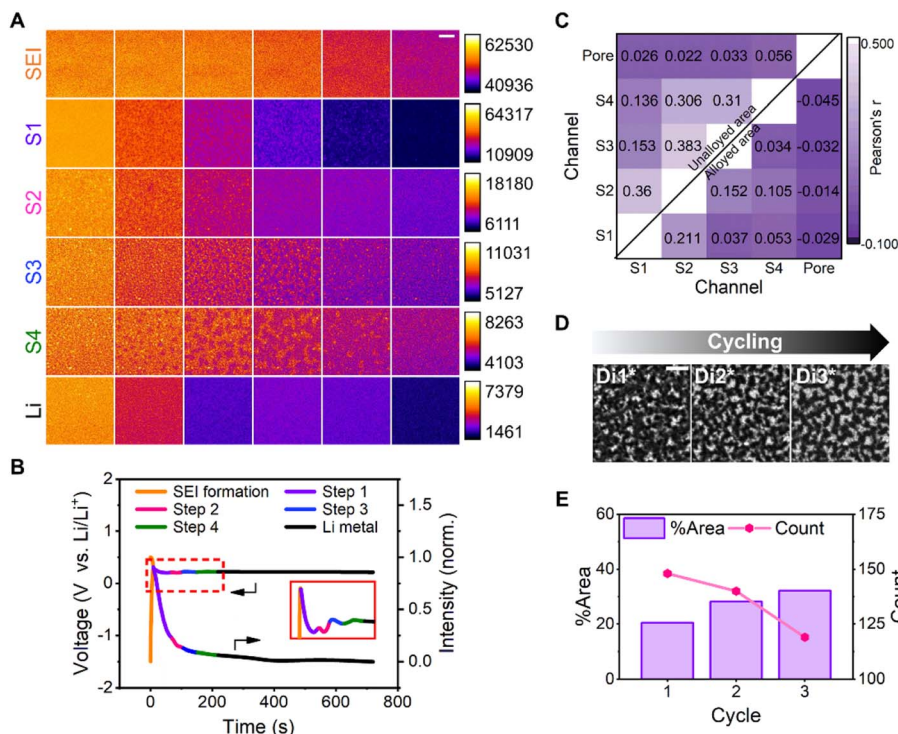 A
SEI
62530
40936
S1
64317
10909
S2
18180
6111
S3
11031
5127
S4
8263
4103
Li
7379
1461
B
Voltage (V vs. Li/Li+)
2
1
0
-1
-2
SEI formation
Step 1
Step 2
Step 3
Step 4
Li metal
1.5
1.0
0.5
0.0
Intensity (norm.)
0 200 400 600 800
Time (s)
C
Channel
Pore 0.026 0.022 0.033 0.056
S4 0.136 0.306 0.31 -0.045
S3 0.153 0.383 0.034 -0.032
S2 0.36 0.152 0.105 -0.014
S1 0.211 0.037 0.053 -0.029
Unalloyed area
Alloyed area
S1 S2 S3 S4 Pore
Channel
0.500
Pearson's r
-0.100
D
Cycling
Di1* Di2* Di3*
E
%Area
60
40
20
0
%Area Count
175
150
125
100
Count
1 2 3
Cycle